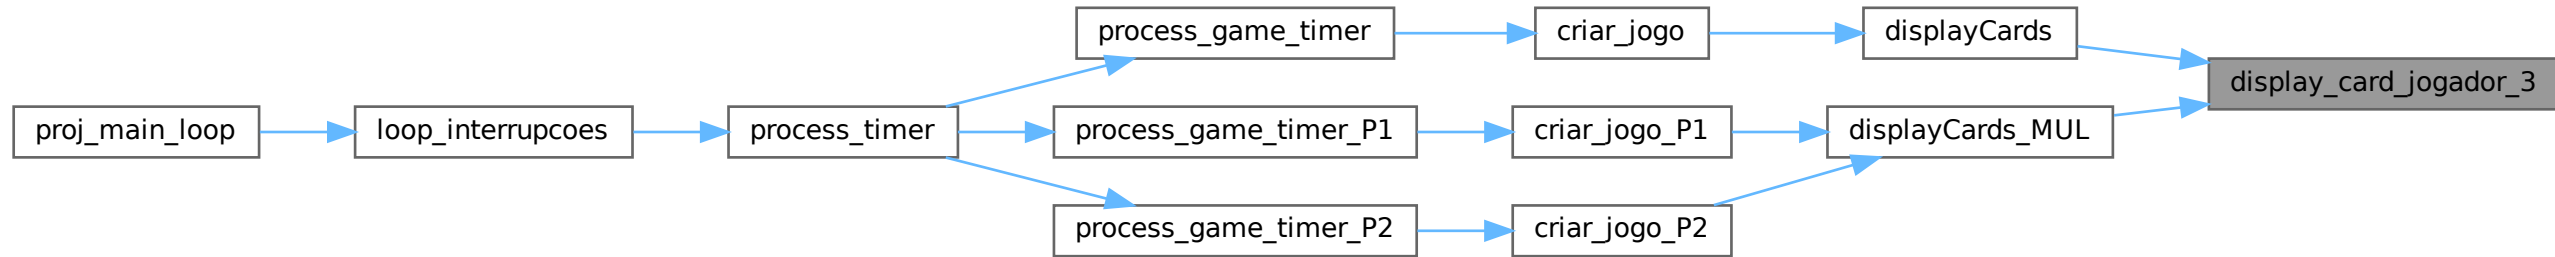 process_game_timer
criar_jogo
displayCards
display_card_jogador_3
proj_main_loop
loop_interrupcoes
process_timer
process_game_timer_P1
criar_jogo_P1
displayCards_MUL
process_game_timer_P2
criar_jogo_P2